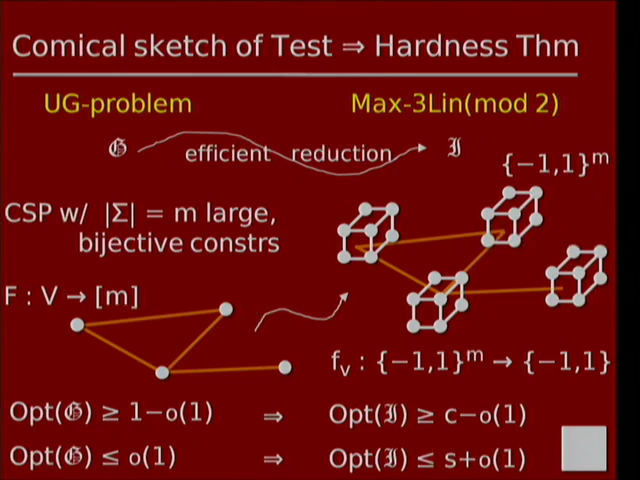 Comical sketch of Test ⇒ Hardness Thm
UG-problem
Max-3Lin(mod 2)
𝔊 efficient reduction ℑ
{−1,1}ᵐ
CSP w/ |Σ| = m large,
bijective constrs
F : V → [m]
fᵥ : {−1,1}ᵐ → {−1,1}
Opt(𝔊) ≥ 1−o(1) ⇒ Opt(ℑ) ≥ c−o(1)
Opt(𝔊) ≤ o(1) ⇒ Opt(ℑ) ≤ s+o(1)